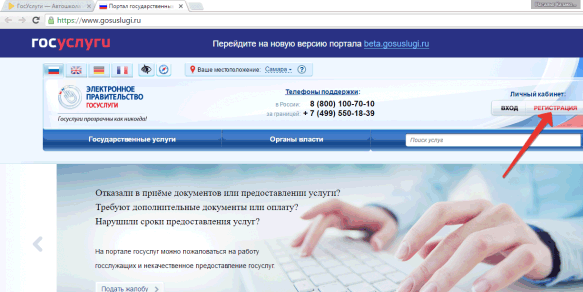 ГосУслуги — Автошкол
Портал государственны
https://www.gosuslugi.ru
госуслуги
Перейдите на новую версию портала beta.gosuslugi.ru
Ваше местоположение: Самара
ЭЛЕКТРОННОЕ
ПРАВИТЕЛЬСТВО
ГОСУСЛУГИ
Госуслуги прозрачны как никогда!
Телефоны поддержки:
в России: 8 (800) 100-70-10
за границей: + 7 (499) 550-18-39
Личный кабинет:
ВХОД РЕГИСТРАЦИЯ
Государственные услуги
Органы власти
Поиск услуг
Отказали в приёме документов или предоставлении услуги?
Требуют дополнительные документы или оплату?
Нарушили сроки предоставления услуг?
На портале госуслуг можно пожаловаться на работу
госслужащих и некачественное предоставление госуслуг.
Подать жалобу